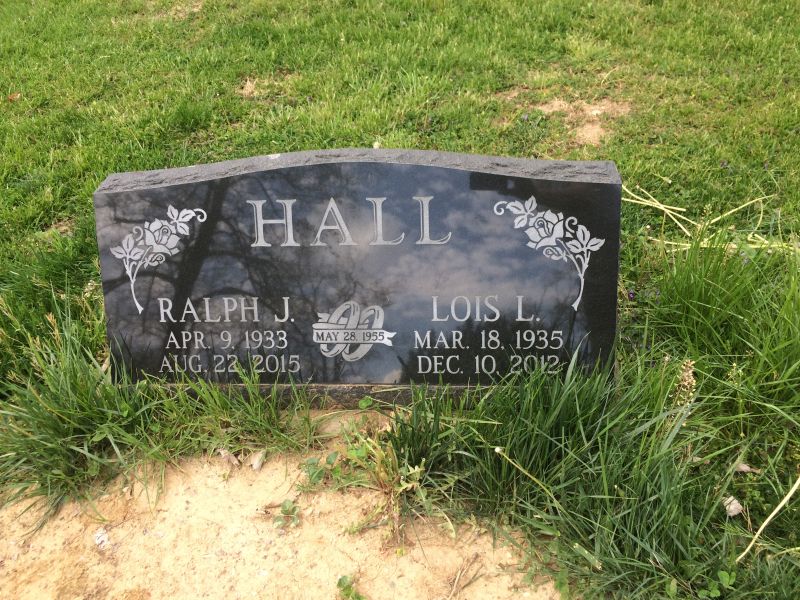 HALL
RALPH J.
APR. 9, 1933
AUG. 22, 2015
MAY 28, 1955
LOIS L.
MAR. 18, 1935
DEC. 10, 2012